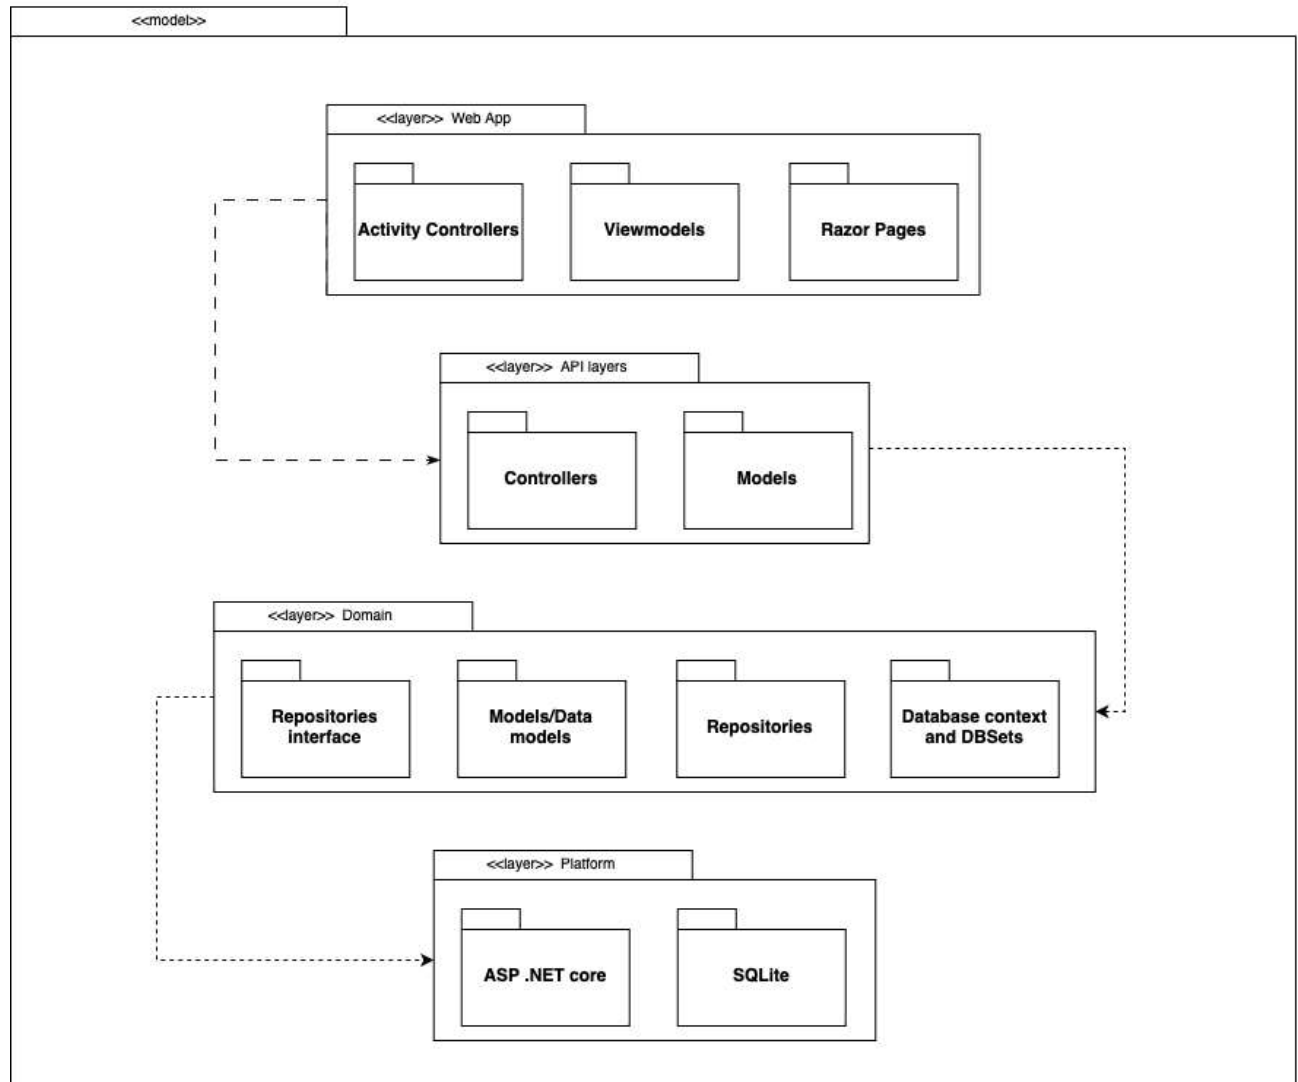 <<model>>
<<layer>> Web App
Activity Controllers
Viewmodels
Razor Pages
<<layer>> API layers
Controllers
Models
<<layer>> Domain
Repositories
interface
Models/Data
models
Repositories
Database context
and DBSets
<<layer>> Platform
ASP .NET core
SQLite